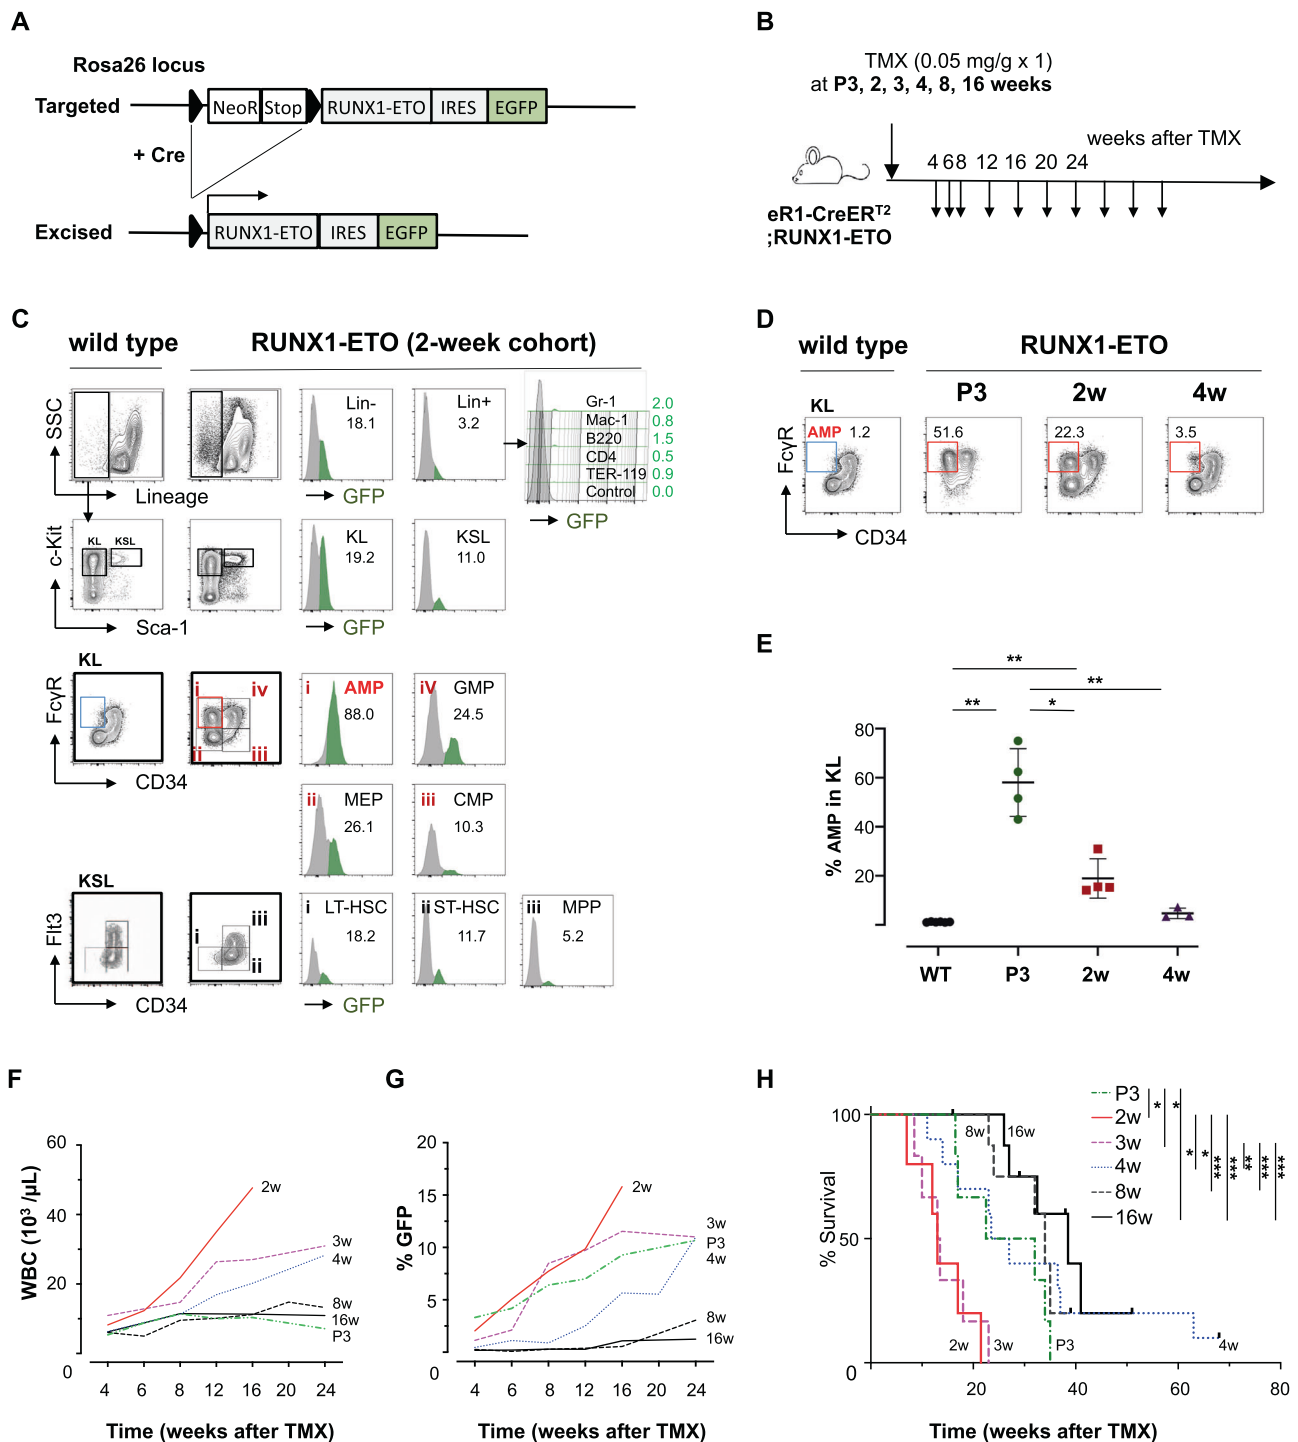 A
Rosa26 locus
Targeted
NeoR Stop RUNX1-ETO IRES EGFP
+ Cre
Excised
RUNX1-ETO IRES EGFP
B
TMX (0.05 mg/g x 1)
at P3, 2, 3, 4, 8, 16 weeks
weeks after TMX
4 6 8 12 16 20 24
eR1-CreERT2
;RUNX1-ETO
C
wild type
RUNX1-ETO (2-week cohort)
SSC
Lineage
Lin-
18.1
Lin+
3.2
GFP
Gr-1 2.0
Mac-1 0.8
B220 1.5
CD4 0.5
TER-119 0.9
Control 0.0
GFP
c-Kit
KL KSL
Sca-1
KL
19.2
KSL
11.0
GFP
KL
FcγR
CD34
i iv
ii iii
i AMP
88.0
iV GMP
24.5
ii MEP
26.1
iii CMP
10.3
KSL
Flt3
CD34
iii
i
ii
i LT-HSC
18.2
ii ST-HSC
11.7
iii MPP
5.2
GFP
D
wild type
RUNX1-ETO
P3 2w 4w
KL
AMP 1.2
51.6
22.3
3.5
FcγR
CD34
E
**
**
** *
% AMP in KL
80
60
40
20
WT P3 2w 4w
F
WBC (10³ /µL)
60
40
20
0
2w
3w
4w
8w
16w
P3
4 6 8 12 16 20 24
Time (weeks after TMX)
G
% GFP
20
15
10
5
0
2w
3w
P3
4w
8w
16w
4 6 8 12 16 20 24
Time (weeks after TMX)
H
% Survival
100
50
0
8w 16w
2w 3w P3 4w
20 40 60 80
Time (weeks after TMX)
P3
2w
3w
4w
8w
16w
* *
* * *** *** ** *** ***